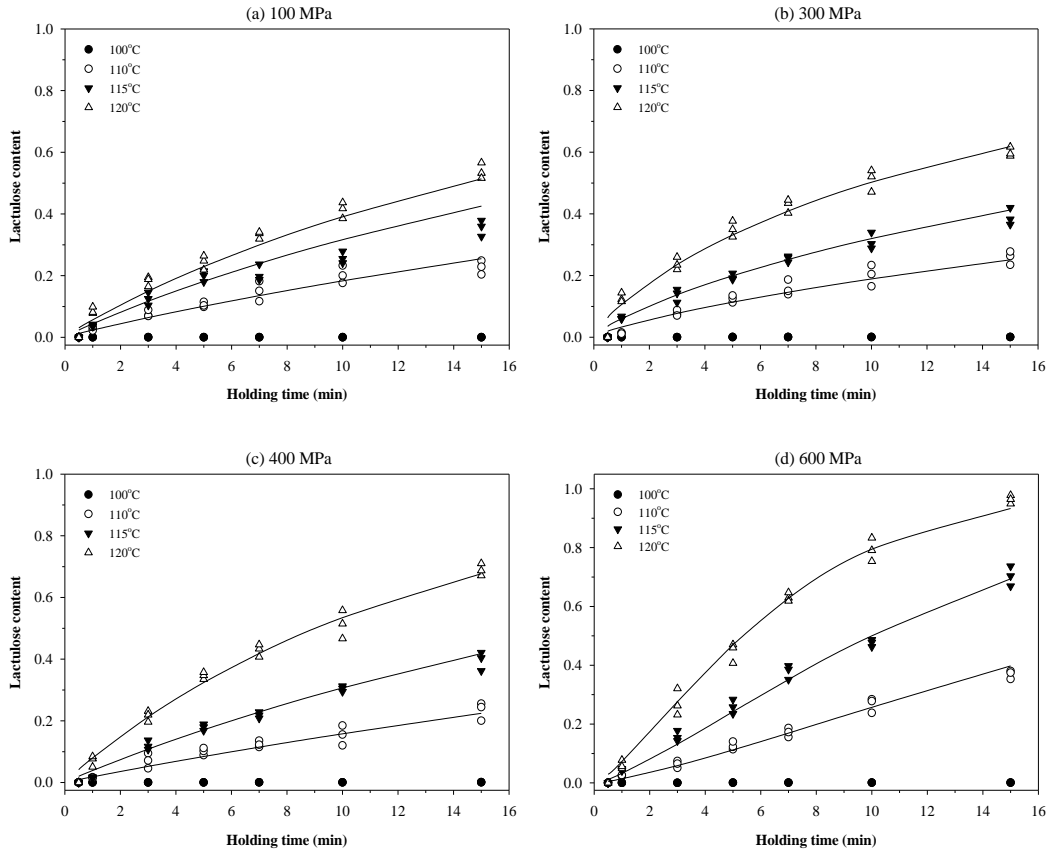 (a) 100 MPa
1.0
0.8
0.6
0.4
0.2
0.0
Lactulose content
100°C
110°C
115°C
120°C
0 2 4 6 8 10 12 14 16
Holding time (min)
(b) 300 MPa
1.0
0.8
0.6
0.4
0.2
0.0
Lactulose content
100°C
110°C
115°C
120°C
0 2 4 6 8 10 12 14 16
Holding time (min)
(c) 400 MPa
1.0
0.8
0.6
0.4
0.2
0.0
Lactulose content
100°C
110°C
115°C
120°C
0 2 4 6 8 10 12 14 16
Holding time (min)
(d) 600 MPa
1.0
0.8
0.6
0.4
0.2
0.0
Lactulose content
100°C
110°C
115°C
120°C
0 2 4 6 8 10 12 14 16
Holding time (min)